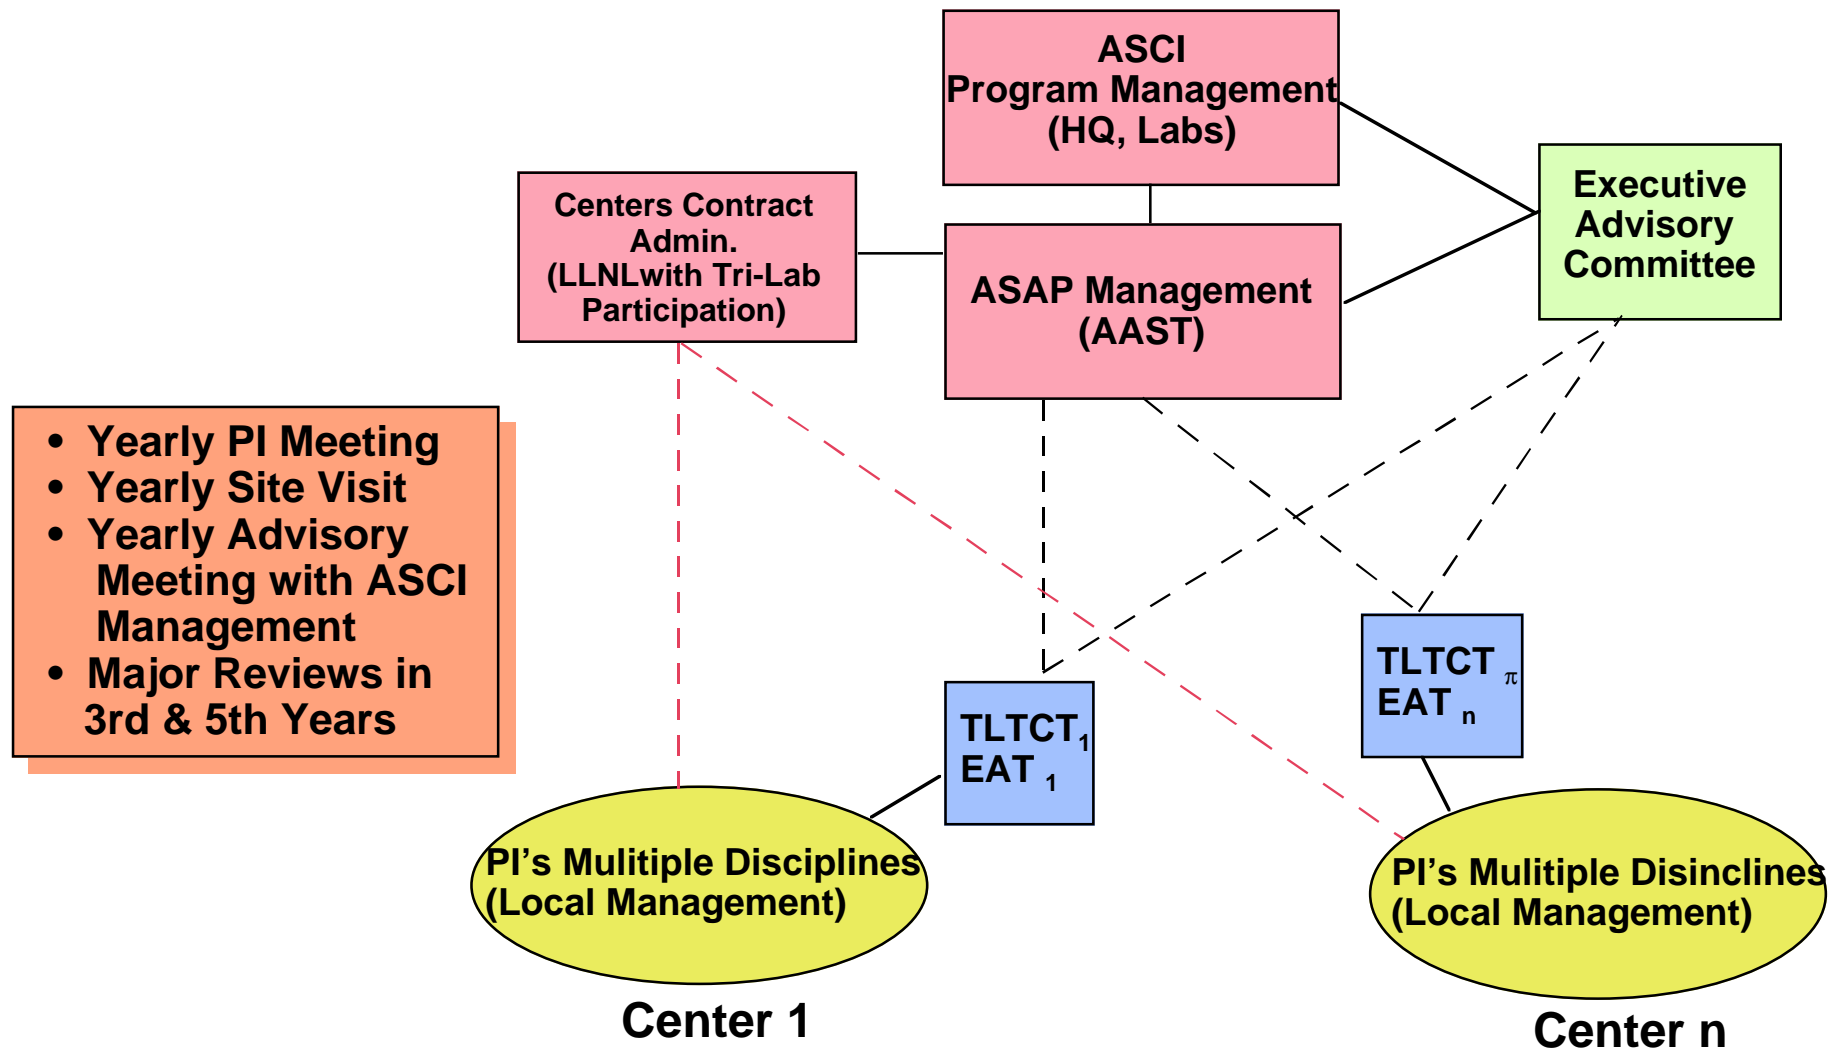 ASCI
Program Management
(HQ, Labs)
Executive
Advisory
Committee
Centers Contract
Admin.
(LLNLwith Tri-Lab
Participation)
ASAP Management
(AAST)
• Yearly PI Meeting
• Yearly Site Visit
• Yearly Advisory
Meeting with ASCI
Management
• Major Reviews in
3rd & 5th Years
TLTCT π
EAT n
TLTCT1
EAT 1
PI’s Mulitiple Disciplines
(Local Management)
PI’s Mulitiple Disinclines
(Local Management)
Center 1
Center n